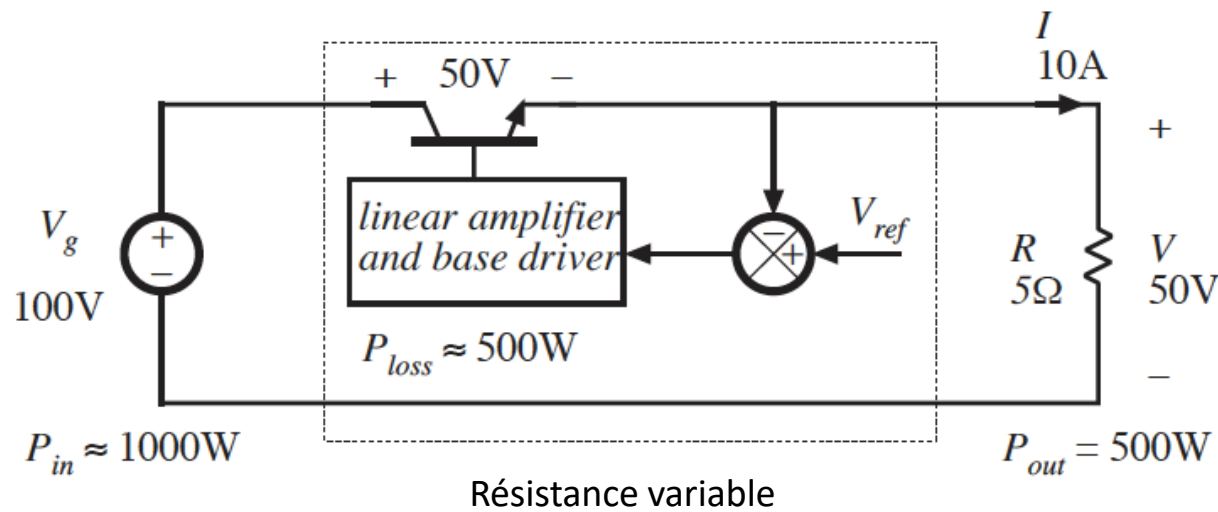 I
10A
+ 50V –
+
V_g
+
–
100V
linear amplifier
and base driver
–
+
V_ref
R
5Ω
V
50V
P_loss ≈ 500W
–
P_in ≈ 1000W
P_out = 500W
Résistance variable